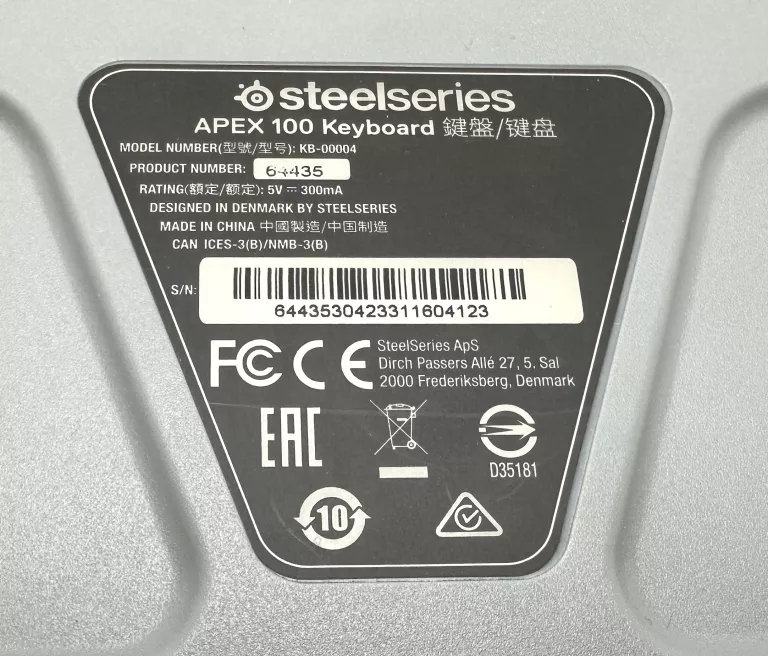 steelseries
APEX 100 Keyboard 鍵盤/键盘
MODEL NUMBER(型號/型号): KB-00004
PRODUCT NUMBER: 64435
RATING(額定/额定): 5V ⎓ 300mA
DESIGNED IN DENMARK BY STEELSERIES
MADE IN CHINA 中國製造/中国制造
CAN ICES-3(B)/NMB-3(B)
S/N:
6443530423311604123
FC CE
SteelSeries ApS
Dirch Passers Allé 27, 5. Sal
2000 Frederiksberg, Denmark
EAC
D35181
10